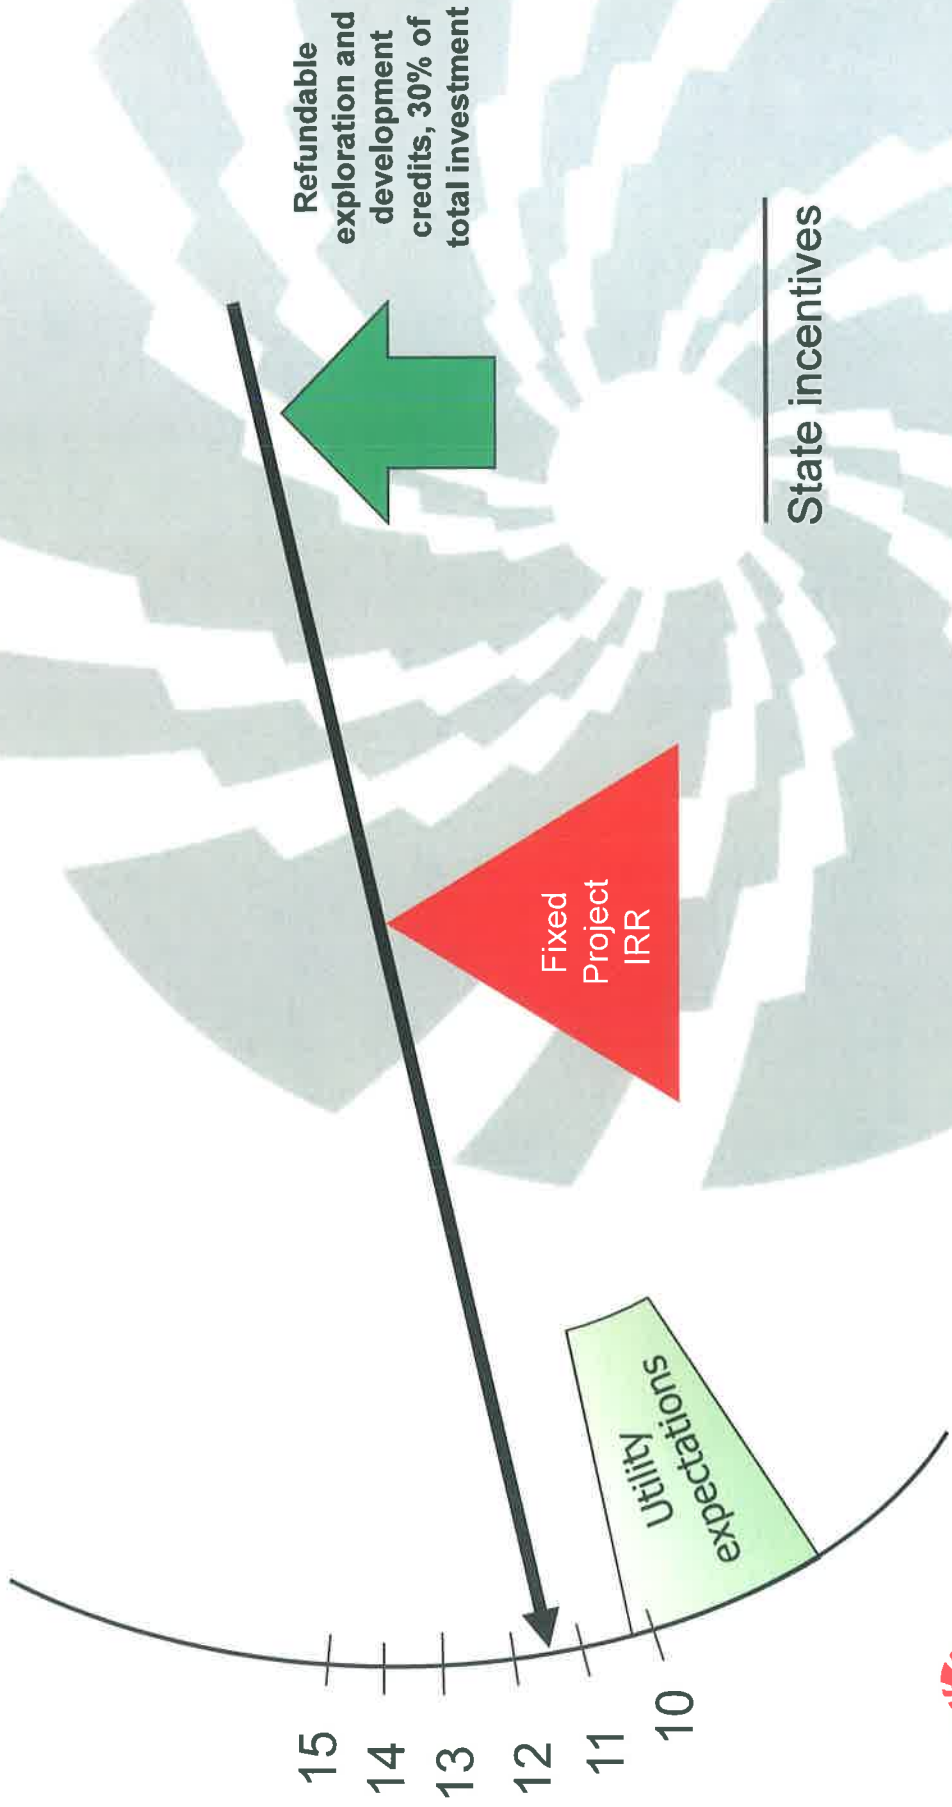 15
14
13
12
11
10
Utility
expectations
Fixed
Project
IRR
Refundable
exploration and
development
credits, 30% of
total investment
State incentives